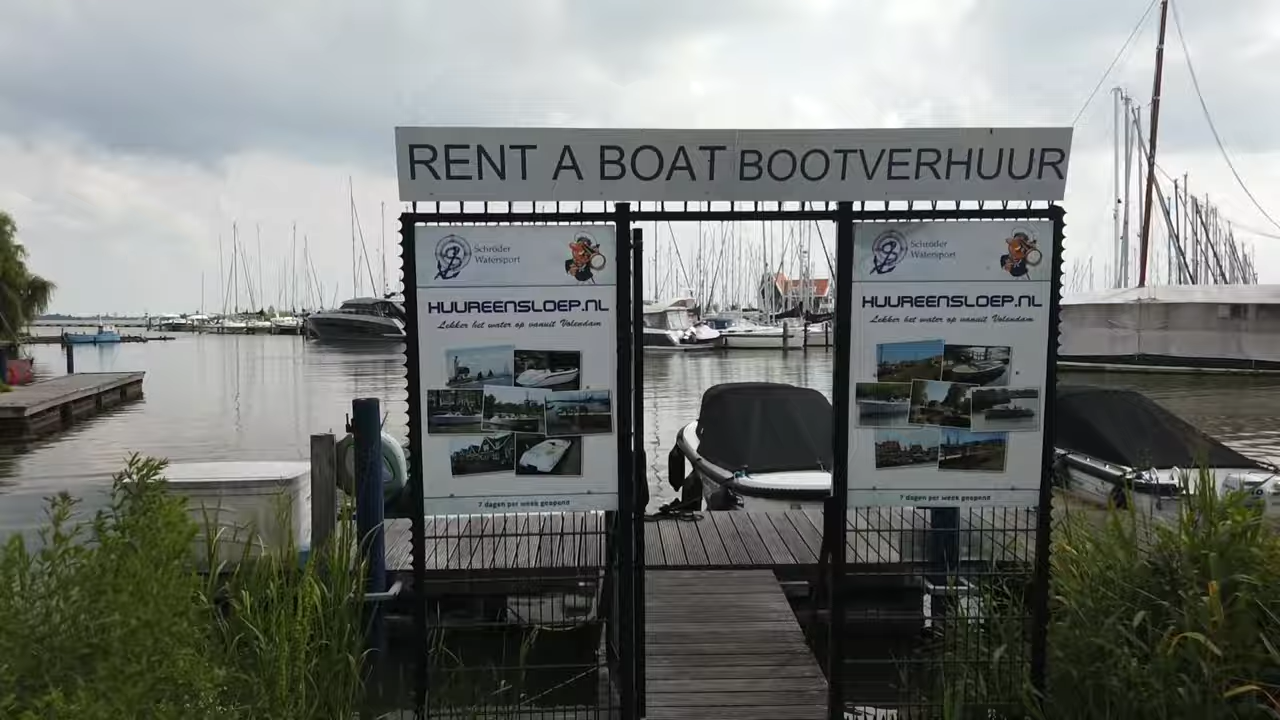 RENT A BOAT BOOTVERHUUR
Schröder
Watersport
HUUREENSLOEP.NL
Lekker het water op vanuit Volendam
7 dagen per week geopend
Schröder
Watersport
HUUREENSLOEP.NL
Lekker het water op vanuit Volendam
7 dagen per week geopend